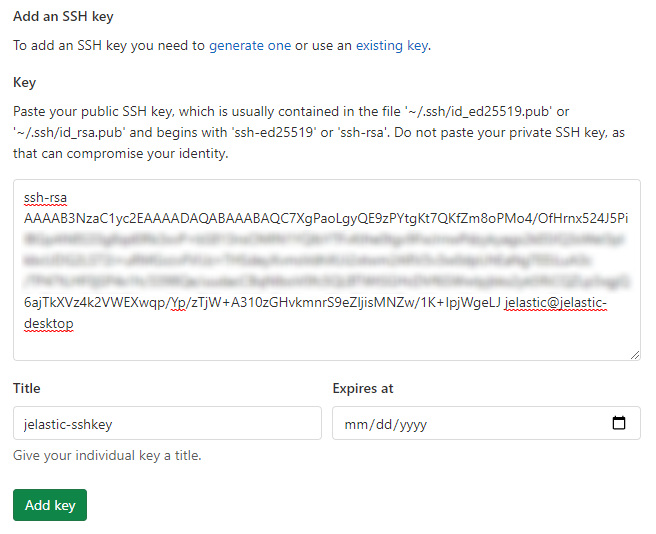 Add an SSH key
To add an SSH key you need to generate one or use an existing key.
Key
Paste your public SSH key, which is usually contained in the file '~/.ssh/id_ed25519.pub' or
'~/.ssh/id_rsa.pub' and begins with 'ssh-ed25519' or 'ssh-rsa'. Do not paste your private SSH key, as
that can compromise your identity.
ssh-rsa
AAAAB3NzaC1yc2EAAAADAQABAAABAQC7XgPaoLgyQE9zPYtgKt7QKfZm8oPMo4/OfHrnx524J5Pi
6ajTkXVz4k2VWEXwqp/Yp/zTjW+A310zGHvkmnrS9eZljisMNZw/1K+IpjWgeLJ jelastic@jelastic-
desktop
Title
Expires at
jelastic-sshkey
mm/dd/yyyy
Give your individual key a title.
Add key